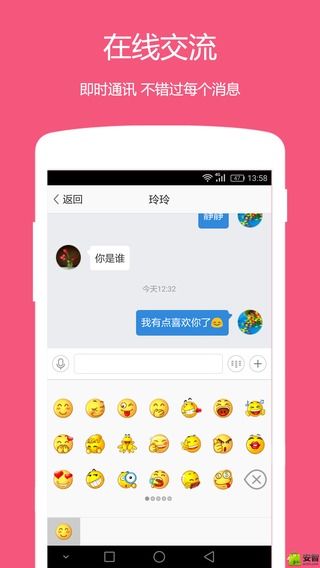 在线交流
即时通讯 不错过每个消息
4G 47 13:58
返回 玲玲
静静
你是谁
今天12:32
我有点喜欢你了
安智